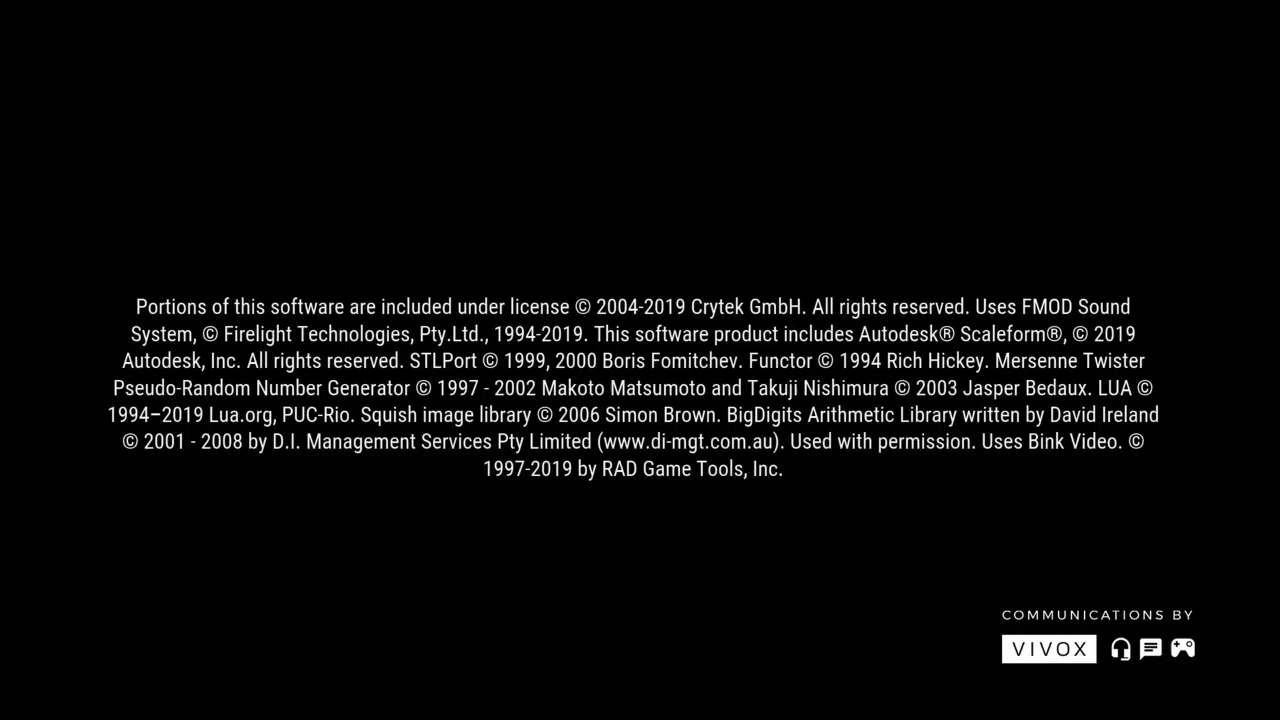 Portions of this software are included under license © 2004-2019 Crytek GmbH. All rights reserved. Uses FMOD Sound
System, © Firelight Technologies, Pty.Ltd., 1994-2019. This software product includes Autodesk® Scaleform®, © 2019
Autodesk, Inc. All rights reserved. STLPort © 1999, 2000 Boris Fomitchev. Functor © 1994 Rich Hickey. Mersenne Twister
Pseudo-Random Number Generator © 1997 - 2002 Makoto Matsumoto and Takuji Nishimura © 2003 Jasper Bedaux. LUA ©
1994–2019 Lua.org, PUC-Rio. Squish image library © 2006 Simon Brown. BigDigits Arithmetic Library written by David Ireland
© 2001 - 2008 by D.I. Management Services Pty Limited (www.di-mgt.com.au). Used with permission. Uses Bink Video. ©
1997-2019 by RAD Game Tools, Inc.
COMMUNICATIONS BY
VIVOX